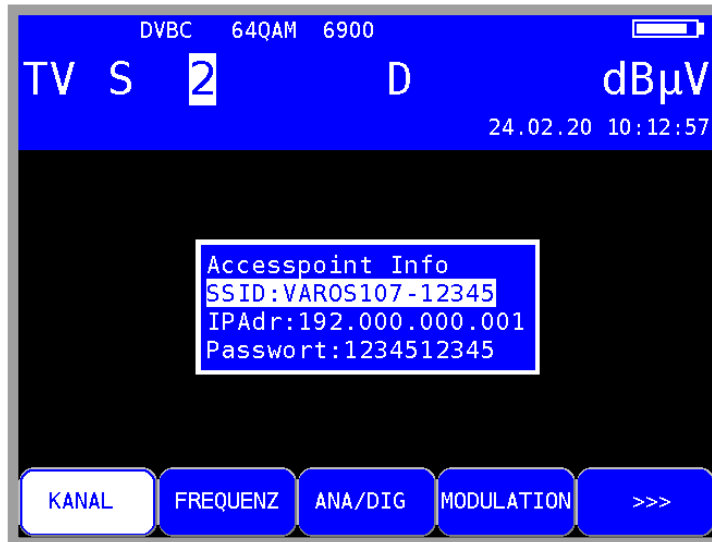 DVBC 64QAM 6900
TV S 2 D dBµV
24.02.20 10:12:57
Accesspoint Info
SSID:VAROS107-12345
IPAdr:192.000.000.001
Passwort:1234512345
KANAL FREQUENZ ANA/DIG MODULATION >>>